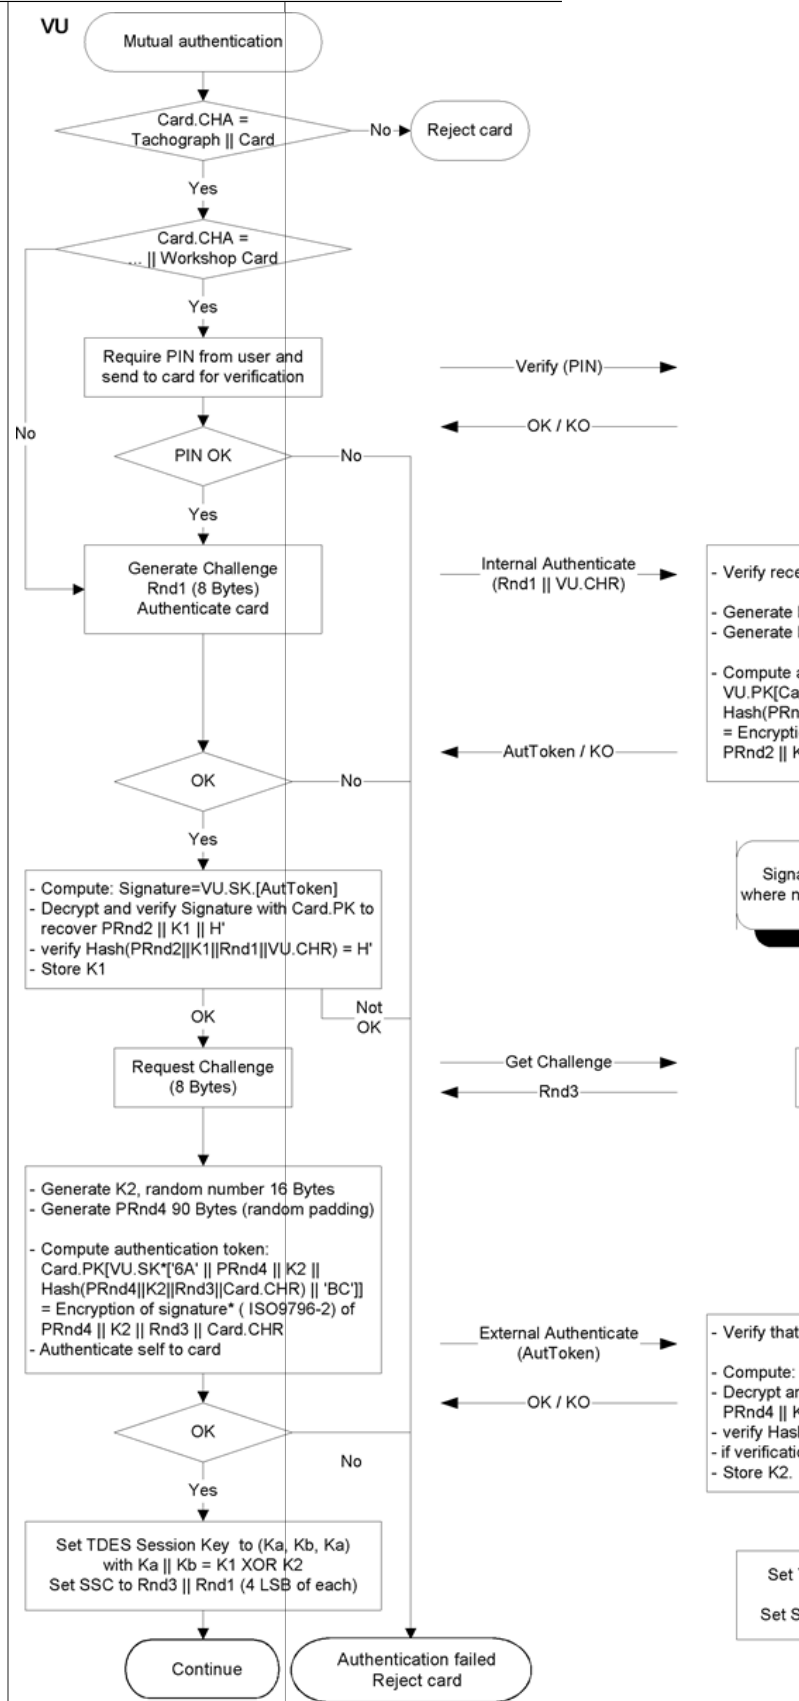 VU
Mutual authentication
Card.CHA =
Tachograph || Card
No
Reject card
Yes
Card.CHA =
... || Workshop Card
Yes
Require PIN from user and
send to card for verification
Verify (PIN)
OK / KO
No
PIN OK
No
Yes
Generate Challenge
Rnd1 (8 Bytes)
Authenticate card
Internal Authenticate
(Rnd1 || VU.CHR)
- Verify rece
- Generate
- Generate
- Compute a
VU.PK[Ca
Hash(PRn
= Encrypti
PRnd2 || K
AutToken / KO
OK
No
Yes
- Compute: Signature=VU.SK.[AutToken]
- Decrypt and verify Signature with Card.PK to
recover PRnd2 || K1 || H'
- verify Hash(PRnd2||K1||Rnd1||VU.CHR) = H'
- Store K1
Signa
where n
OK
Not
OK
Request Challenge
(8 Bytes)
Get Challenge
Rnd3
- Generate K2, random number 16 Bytes
- Generate PRnd4 90 Bytes (random padding)
- Compute authentication token:
Card.PK[VU.SK*['6A' || PRnd4 || K2 ||
Hash(PRnd4||K2||Rnd3||Card.CHR) || 'BC']]
= Encryption of signature* ( ISO9796-2) of
PRnd4 || K2 || Rnd3 || Card.CHR
- Authenticate self to card
External Authenticate
(AutToken)
OK / KO
- Verify that
- Compute:
- Decrypt an
PRnd4 || K
- verify Hash
- if verificatio
- Store K2.
OK
No
Yes
Set TDES Session Key to (Ka, Kb, Ka)
with Ka || Kb = K1 XOR K2
Set SSC to Rnd3 || Rnd1 (4 LSB of each)
Set
Set S
Continue
Authentication failed
Reject card